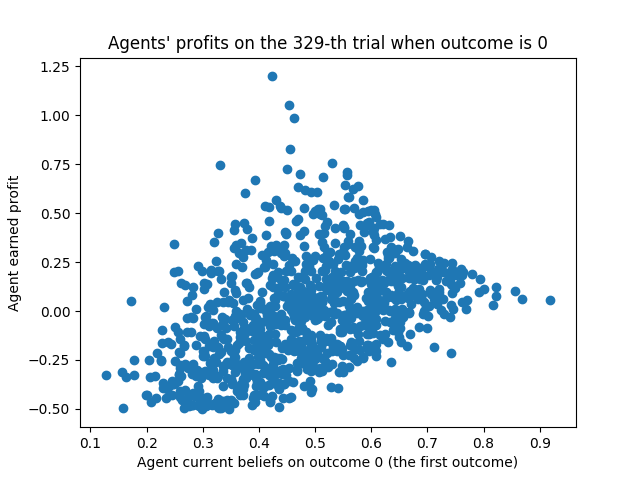 Agents' profits on the 329-th trial when outcome is 0
1.25
1.00
0.75
0.50
0.25
0.00
−0.25
−0.50
Agent earned profit
0.1 0.2 0.3 0.4 0.5 0.6 0.7 0.8 0.9
Agent current beliefs on outcome 0 (the first outcome)